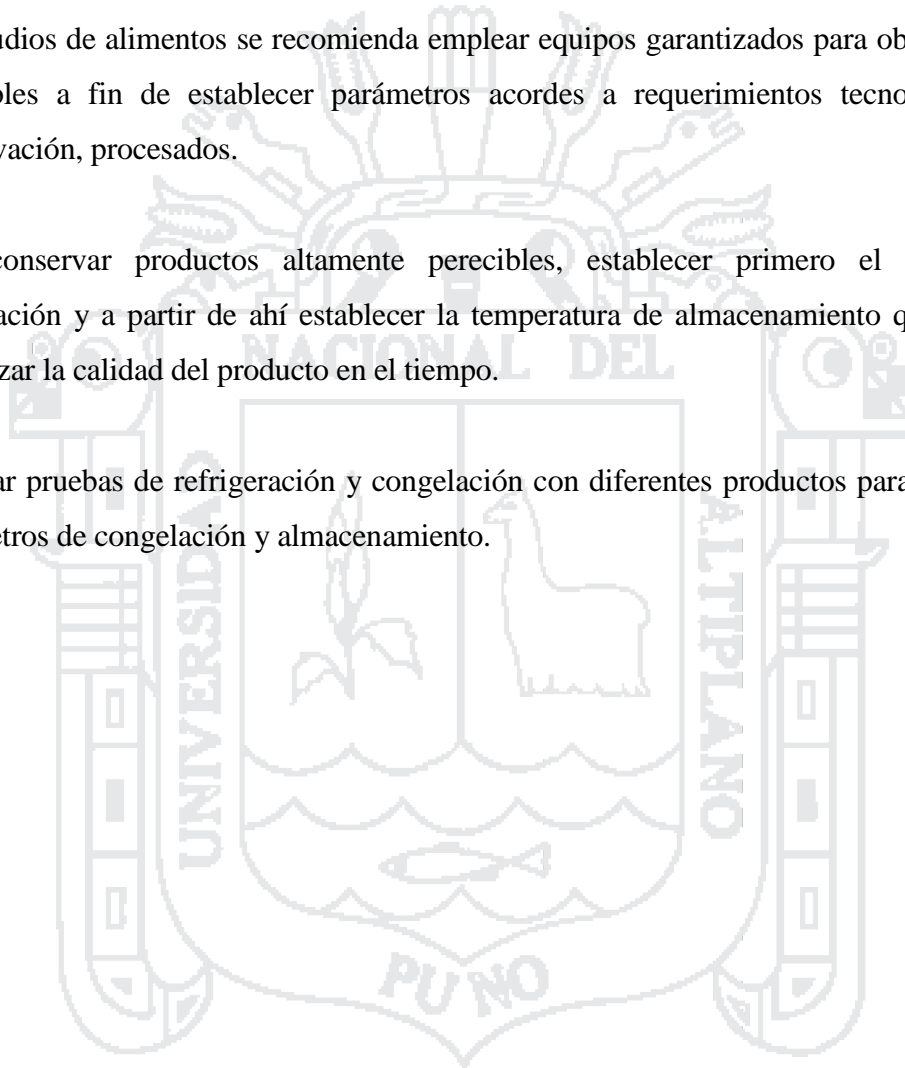 udios de alimentos se recomienda emplear equipos garantizados para ob
bles a fin de establecer parámetros acordes a requerimientos tecno
vación, procesados.
conservar productos altamente perecibles, establecer primero el
ación y a partir de ahí establecer la temperatura de almacenamiento q
zar la calidad del producto en el tiempo.
ar pruebas de refrigeración y congelación con diferentes productos para
etros de congelación y almacenamiento.
NACIONAL DEL
UNIVERSIDAD
ALTIPLANO
PUNO